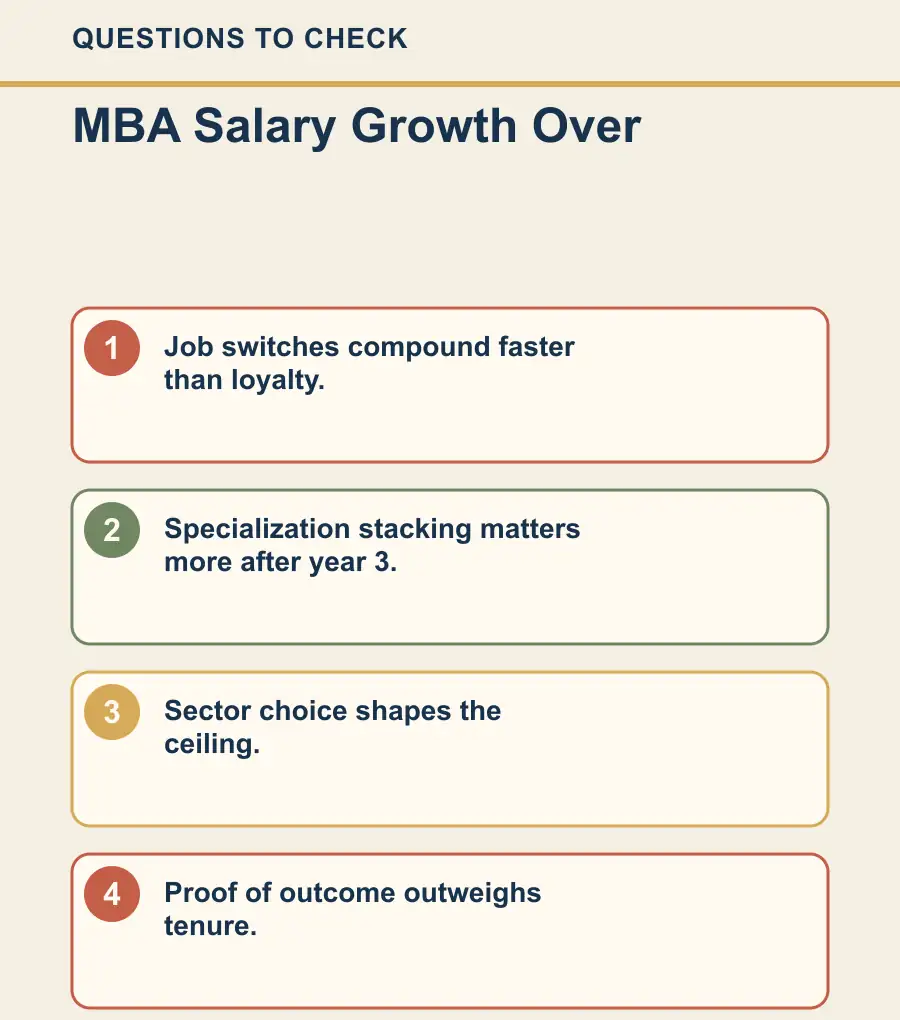 QUESTIONS TO CHECK
MBA Salary Growth Over
1
Job switches compound faster
than loyalty.
2
Specialization stacking matters
more after year 3.
3
Sector choice shapes the
ceiling.
4
Proof of outcome outweighs
tenure.